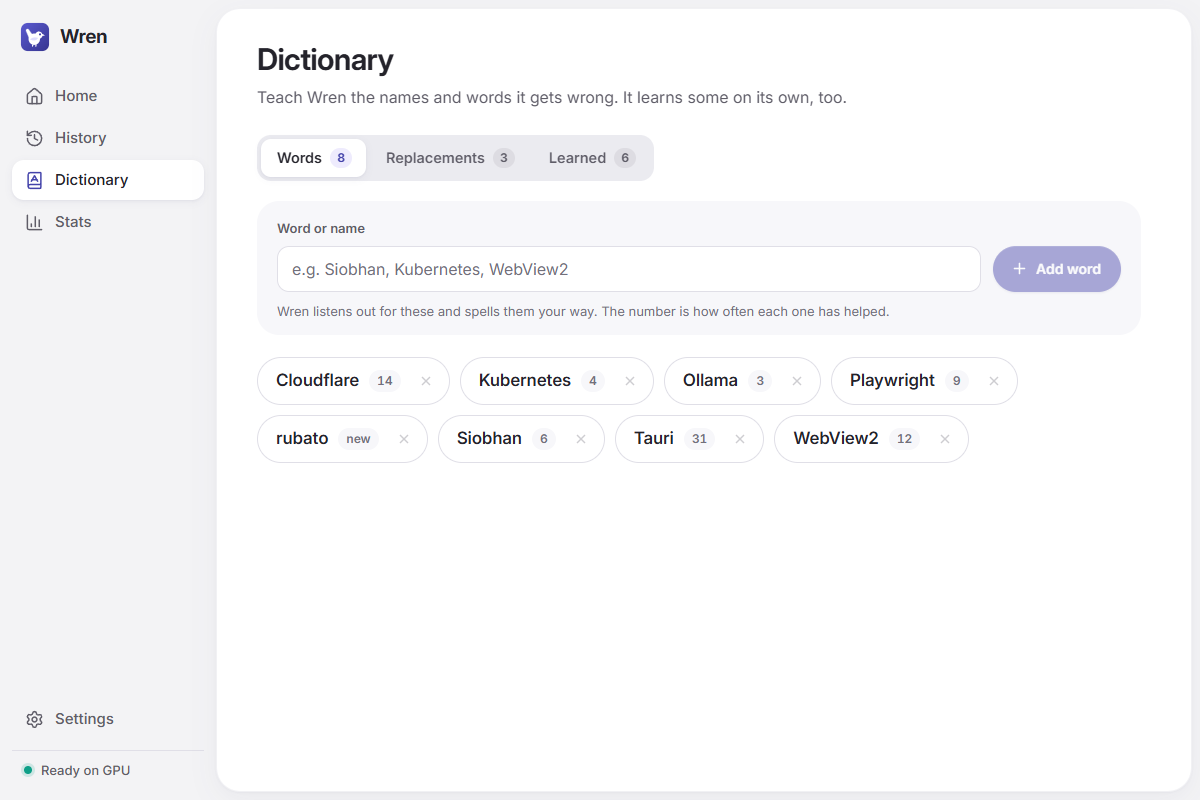 Wren
Home
History
Dictionary
Stats
Settings
Ready on GPU
Dictionary
Teach Wren the names and words it gets wrong. It learns some on its own, too.
Words 8 Replacements 3 Learned 6
Word or name
e.g. Siobhan, Kubernetes, WebView2
+ Add word
Wren listens out for these and spells them your way. The number is how often each one has helped.
Cloudflare 14 × Kubernetes 4 × Ollama 3 × Playwright 9 ×
rubato new × Siobhan 6 × Tauri 31 × WebView2 12 ×